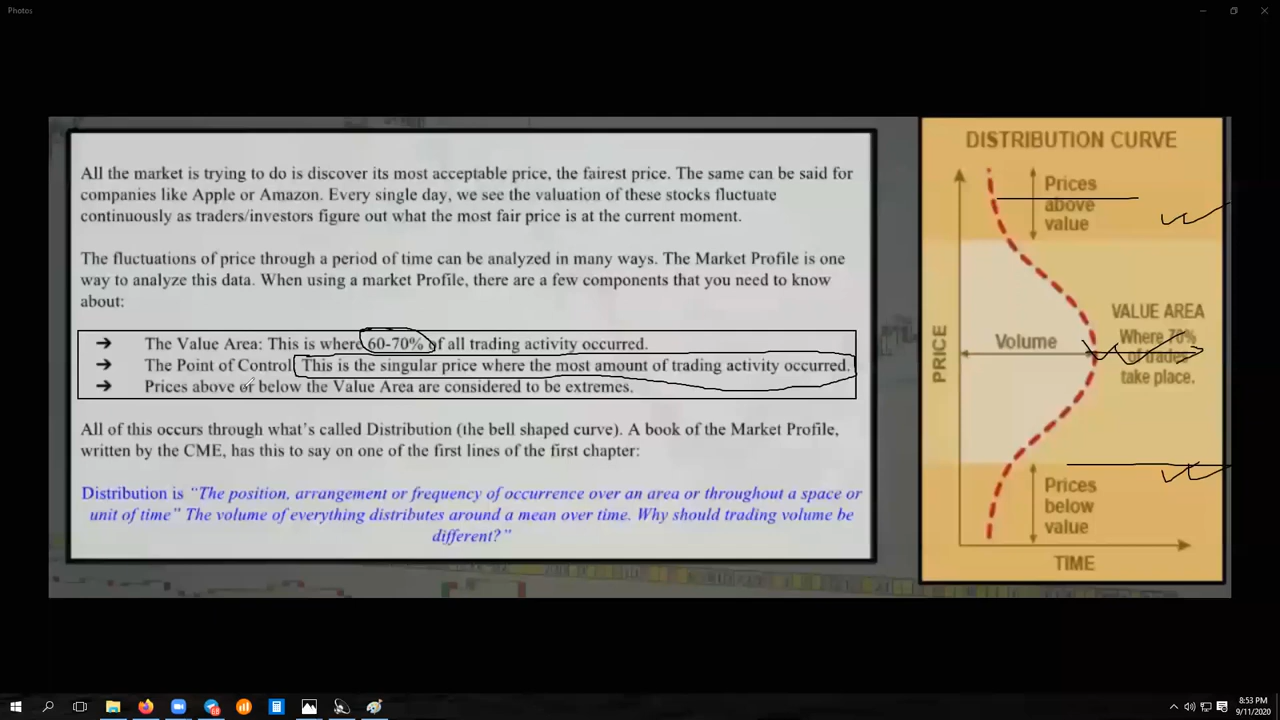 Photos
All the market is trying to do is discover its most acceptable price, the fairest price. The same can be said for
companies like Apple or Amazon. Every single day, we see the valuation of these stocks fluctuate
continuously as traders/investors figure out what the most fair price is at the current moment.
The fluctuations of price through a period of time can be analyzed in many ways. The Market Profile is one
way to analyze this data. When using a market Profile, there are a few components that you need to know
about:
➔ The Value Area: This is where 60-70% of all trading activity occurred.
➔ The Point of Control This is the singular price where the most amount of trading activity occurred.
➔ Prices above or below the Value Area are considered to be extremes.
All of this occurs through what's called Distribution (the bell shaped curve). A book of the Market Profile,
written by the CME, has this to say on one of the first lines of the first chapter:
Distribution is "The position, arrangement or frequency of occurrence over an area or throughout a space or
unit of time" The volume of everything distributes around a mean over time. Why should trading volume be
different?"
DISTRIBUTION CURVE
Prices
above
value
PRICE
Volume
VALUE AREA
Where 70%
of trades
take place.
Prices
below
value
TIME
8:53 PM
9/11/2020